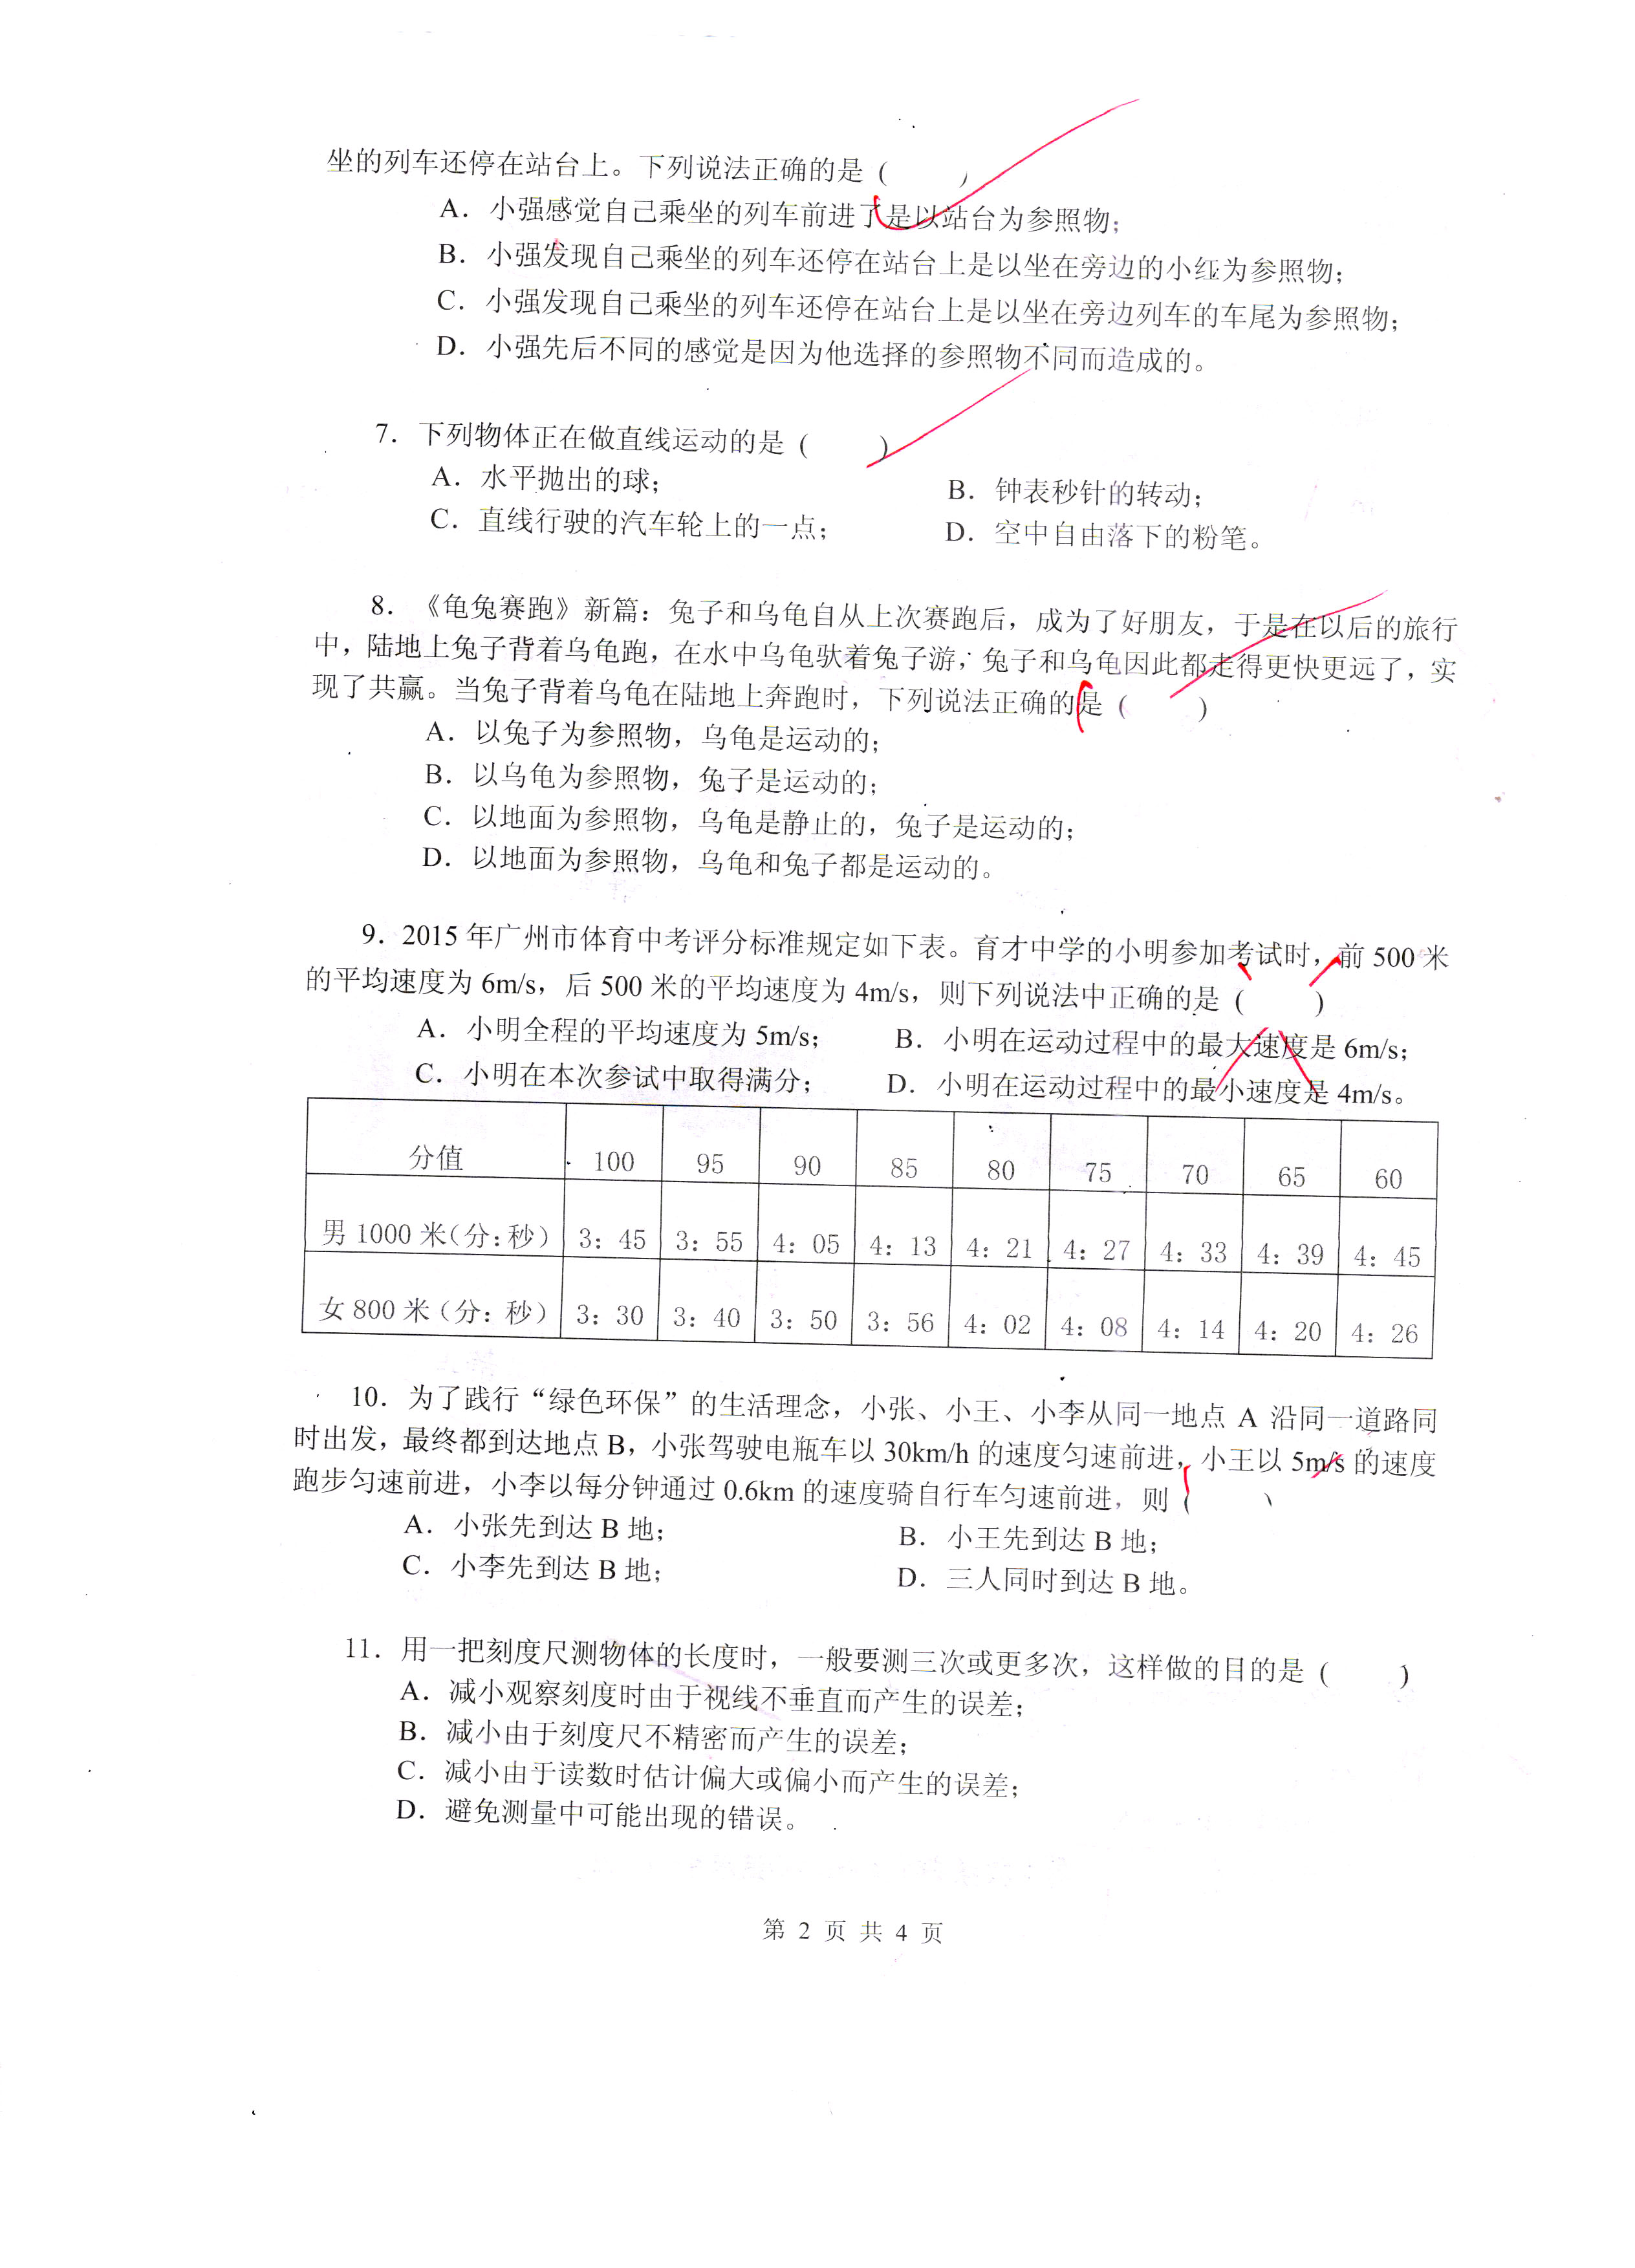 坐的列车还停在站台上。下列说法正确的是（　　）
A．小强感觉自己乘坐的列车前进了是以站台为参照物；
B．小强发现自己乘坐的列车还停在站台上是以坐在旁边的小红为参照物；
C．小强发现自己乘坐的列车还停在站台上是以坐在旁边列车的车尾为参照物；
D．小强先后不同的感觉是因为他选择的参照物不同而造成的。
7．下列物体正在做直线运动的是（　　）
A．水平抛出的球；　　B．钟表秒针的转动；
C．直线行驶的汽车轮上的一点；　　D．空中自由落下的粉笔。
8．《龟兔赛跑》新篇：兔子和乌龟自从上次赛跑后，成为了好朋友，于是在以后的旅行
中，陆地上兔子背着乌龟跑，在水中乌龟驮着兔子游，兔子和乌龟因此都走得更快更远了，实
现了共赢。当兔子背着乌龟在陆地上奔跑时，下列说法正确的是（　　）
A．以兔子为参照物，乌龟是运动的；
B．以乌龟为参照物，兔子是运动的；
C．以地面为参照物，乌龟是静止的，兔子是运动的；
D．以地面为参照物，乌龟和兔子都是运动的。
9．2015 年广州市体育中考评分标准规定如下表。育才中学的小明参加考试时，前 500 米
的平均速度为 6m/s，后 500 米的平均速度为 4m/s，则下列说法中正确的是（　　）
A．小明全程的平均速度为 5m/s；　　B．小明在运动过程中的最大速度是 6m/s；
C．小明在本次参试中取得满分；　　D．小明在运动过程中的最小速度是 4m/s。
分值 100 95 90 85 80 75 70 65 60
男 1000 米（分：秒） 3：45 3：55 4：05 4：13 4：21 4：27 4：33 4：39 4：45
女 800 米（分：秒） 3：30 3：40 3：50 3：56 4：02 4：08 4：14 4：20 4：26
10．为了践行“绿色环保”的生活理念，小张、小王、小李从同一地点 A 沿同一道路同
时出发，最终都到达地点 B，小张驾驶电瓶车以 30km/h 的速度匀速前进，小王以 5m/s 的速度
跑步匀速前进，小李以每分钟通过 0.6km 的速度骑自行车匀速前进，则（　　）
A．小张先到达 B 地；　　B．小王先到达 B 地；
C．小李先到达 B 地；　　D．三人同时到达 B 地。
11．用一把刻度尺测物体的长度时，一般要测三次或更多次，这样做的目的是（　　）
A．减小观察刻度时由于视线不垂直而产生的误差；
B．减小由于刻度尺不精密而产生的误差；
C．减小由于读数时估计偏大或偏小而产生的误差；
D．避免测量中可能出现的错误。
第 2 页 共 4 页